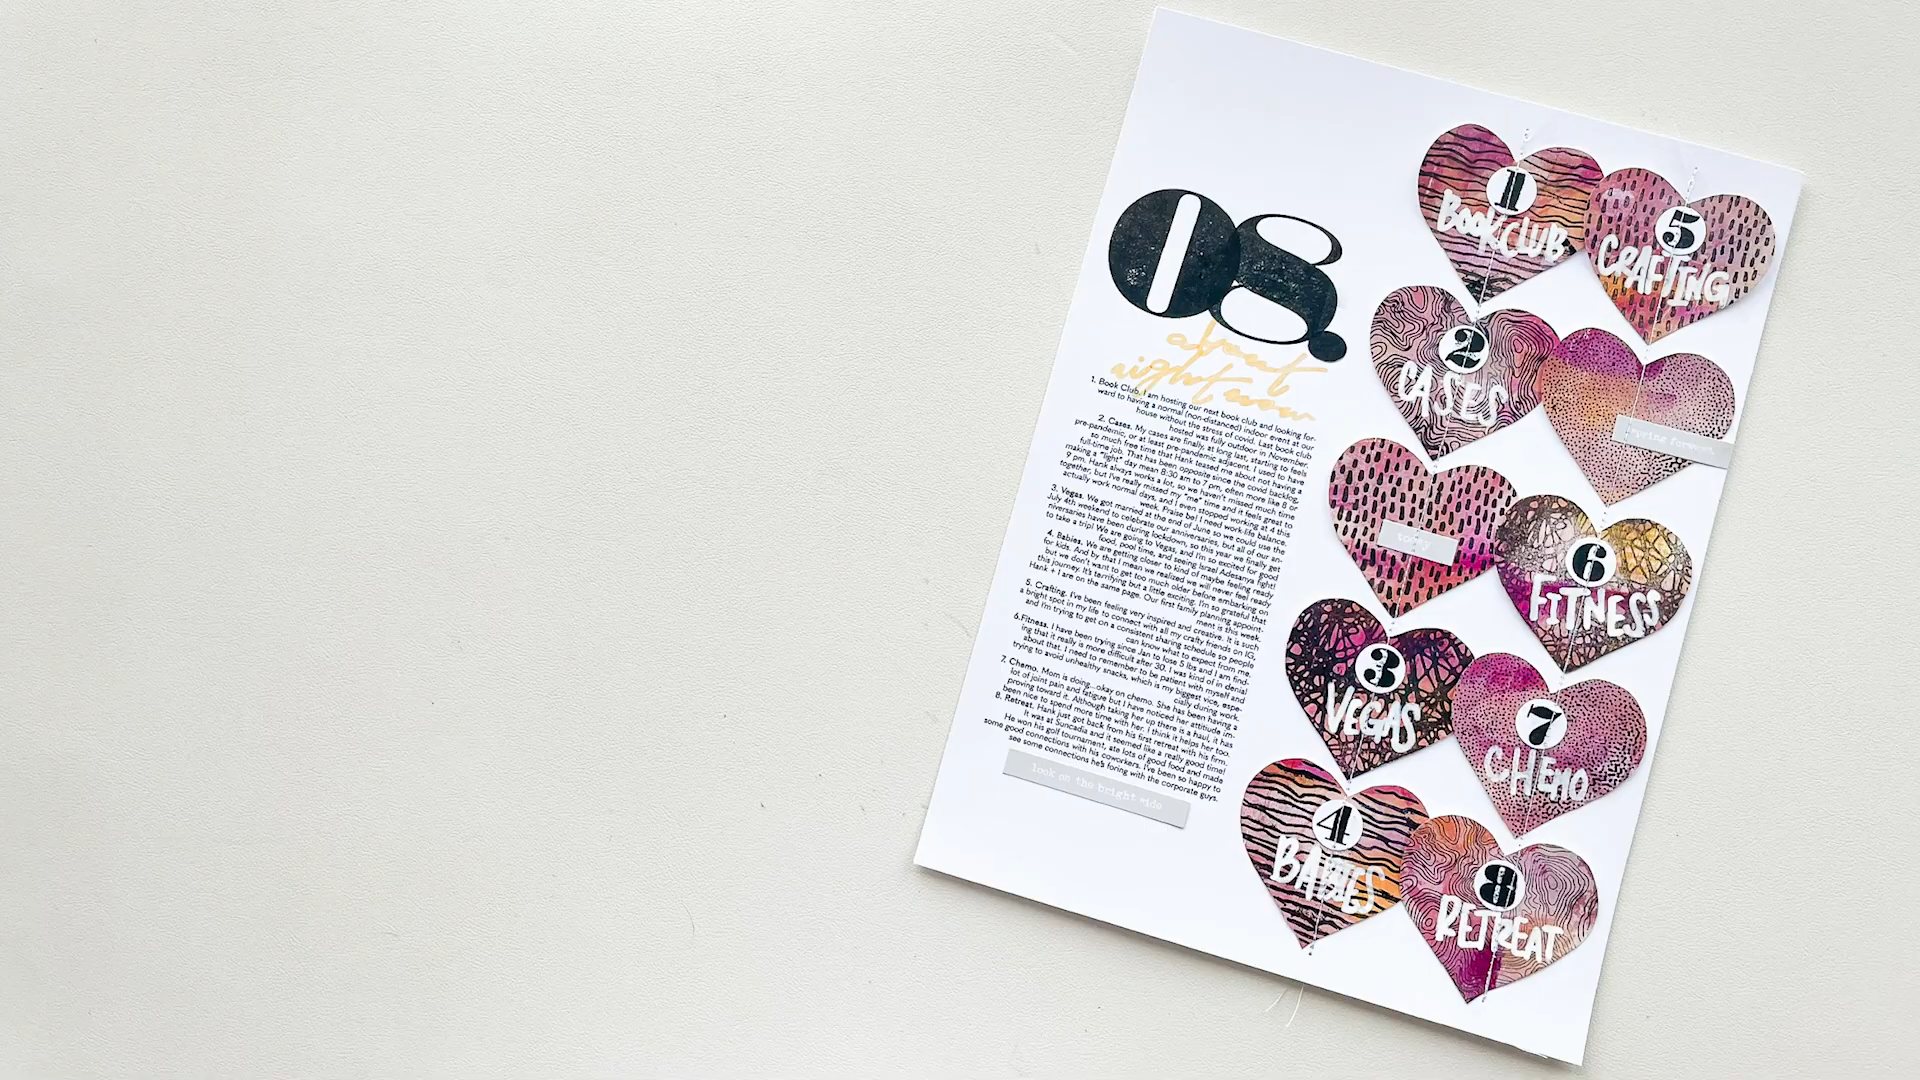 08.
about
right now
1. Book Club. I am hosting our next book club and looking for-
ward to having a normal (non-distanced) indoor event at our
house without the stress of covid. Last book club
hosted was fully outdoor in November.
2. Cases. My cases are finally, at long last, starting to feels
pre-pandemic, or at least pre-pandemic adjacent. I used to have
so much free time that Hank teased me about not having a
full-time job. That has been opposite since the covid backlog,
making a "light" day mean 8:30 am to 7 pm, often more like 8 or
9 pm. Hank always works a lot, so we haven't missed much time
together, but I've really missed my "me" time and it feels great to
actually work normal days, and I even stopped working at 4 this
week. Praise be! I need work life balance.
3. Vegas. We got married at the end of June so we could use the
July 4th weekend to celebrate our anniversaries, but all of our an-
niversaries have been during lockdown, so this year we finally get
to take a trip! We are going to Vegas, and I'm so excited for good
food, pool time, and seeing Israel Adesanya fight!
4. Babies. We are getting closer to kind of maybe feeling ready
for kids. And by that I mean we realized we will never feel ready
but we don't want to get too much older before embarking on
this journey. It's terrifying but a little exciting. I'm so grateful that
Hank + I are on the same page. Our first family planning appoint-
ment is this week.
5. Crafting. I've been feeling very inspired and creative. It is such
a bright spot in my life to connect with all my crafty friends on IG,
and I'm trying to get on a consistent sharing schedule so people
can know what to expect from me.
6.Fitness. I have been trying since Jan to lose 5 lbs and I am find-
ing that it really is more difficult after 30. I was kind of in denial
about that. I need to remember to be patient with myself and
trying to avoid unhealthy snacks, which is my biggest vice, espe-
cially during work.
7. Chemo. Mom is doing...okay on chemo. She has been having a
lot of joint pain and fatigue but I have noticed her attitude im-
proving toward it. Although taking her up there is a haul, it has
been nice to spend more time with her. I think it helps her too.
8. Retreat. Hank just got back from his first retreat with his firm.
It was at Suncadia and it seemed like a really good time!
He won his golf tournament, ate lots of good food and made
some good connections with his coworkers. I've been so happy to
see some connections he's foring with the corporate guys.
look on the bright side
1
BOOK CLUB
5
CRAFTING
2
CASES
spring forever
today
6
FITNESS
3
VEGAS
7
CHEMO
4
BABIES
8
RETREAT